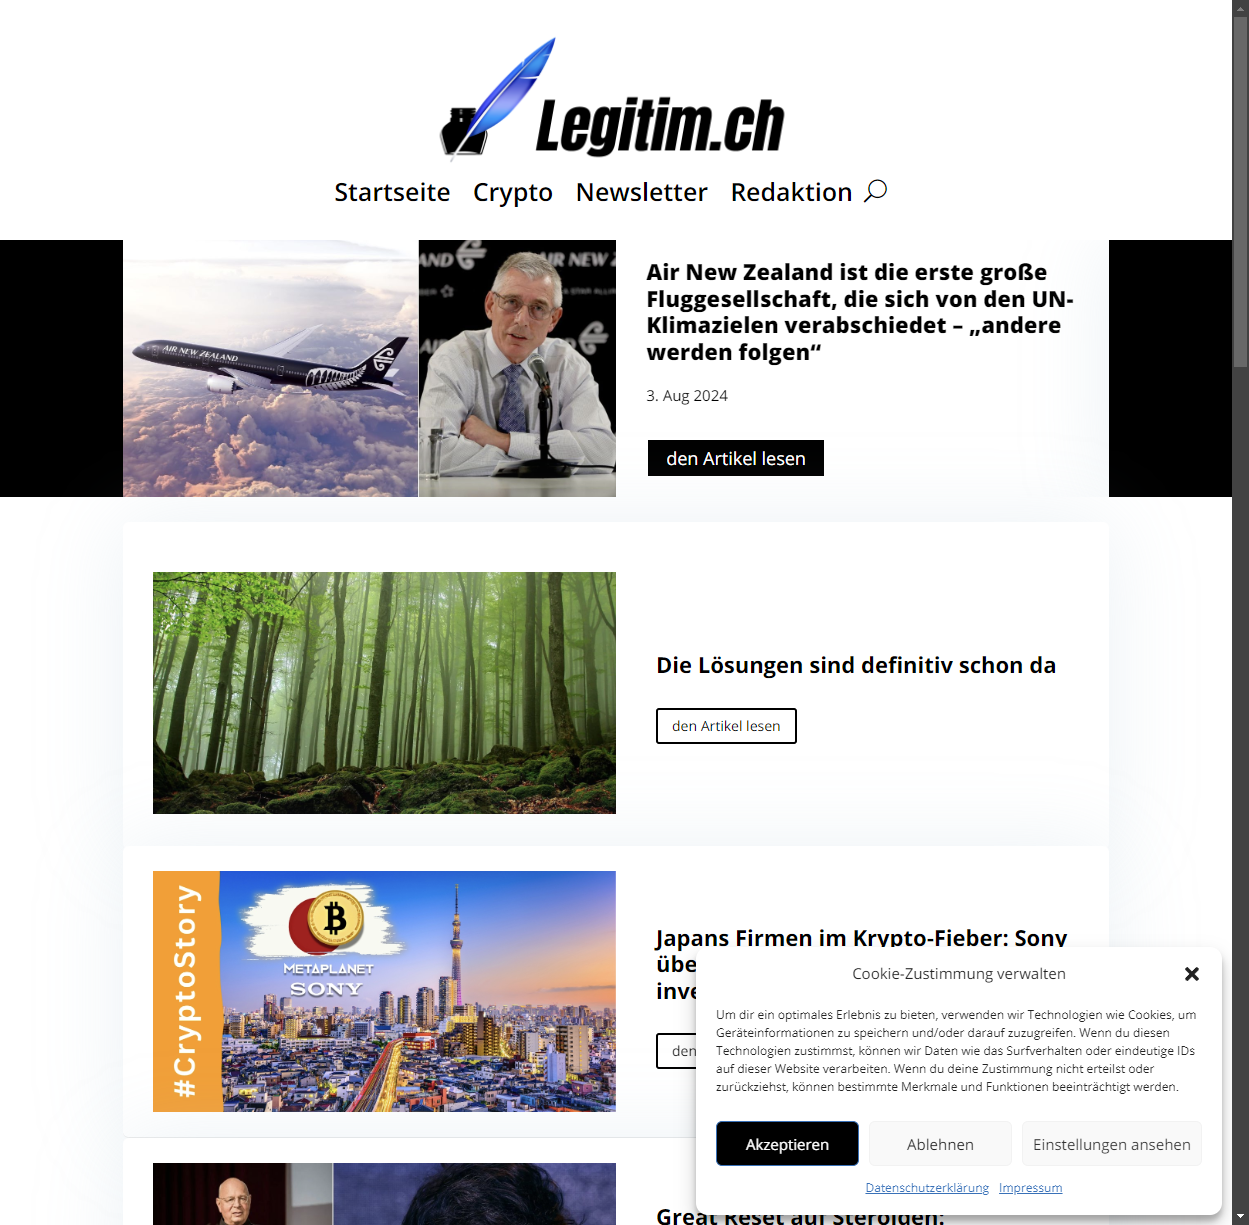 Legitim.ch
Startseite Crypto Newsletter Redaktion
AIR NEW ZEALAND
AND
AIR NEW Z
Air New Zealand ist die erste große
Fluggesellschaft, die sich von den UN-
Klimazielen verabschiedet – „andere
werden folgen“
3. Aug 2024
den Artikel lesen
Die Lösungen sind definitiv schon da
den Artikel lesen
#CryptoStory
METAPLANET
SONY
Japans Firmen im Krypto-Fieber: Sony
übe
inve
den
Cookie-Zustimmung verwalten
Um dir ein optimales Erlebnis zu bieten, verwenden wir Technologien wie Cookies, um
Geräteinformationen zu speichern und/oder darauf zuzugreifen. Wenn du diesen
Technologien zustimmst, können wir Daten wie das Surfverhalten oder eindeutige IDs
auf dieser Website verarbeiten. Wenn du deine Zustimmung nicht erteilst oder
zurückziehst, können bestimmte Merkmale und Funktionen beeinträchtigt werden.
Akzeptieren Ablehnen Einstellungen ansehen
Datenschutzerklärung Impressum
Great Reset auf Steroiden: